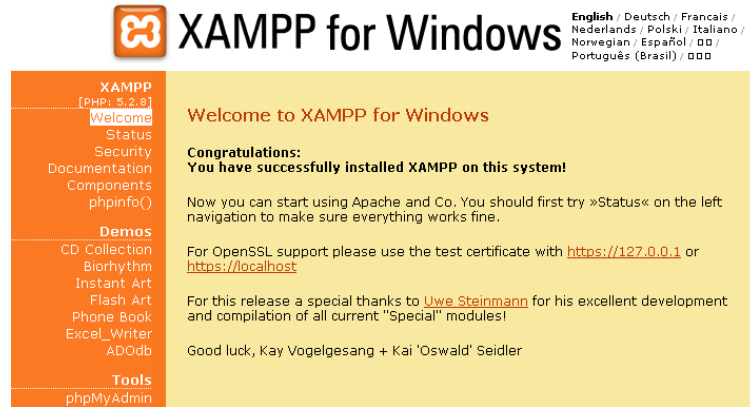 XAMPP for Windows
English / Deutsch / Francais /
Nederlands / Polski / Italiano /
Norwegian / Español / /
Português (Brasil) /
XAMPP
[PHP: 5.2.8]
Welcome
Status
Security
Documentation
Components
phpinfo()
Demos
CD Collection
Biorhythm
Instant Art
Flash Art
Phone Book
Excel_Writer
ADOdb
Tools
phpMyAdmin
Welcome to XAMPP for Windows
Congratulations:
You have successfully installed XAMPP on this system!
Now you can start using Apache and Co. You should first try »Status« on the left
navigation to make sure everything works fine.
For OpenSSL support please use the test certificate with https://127.0.0.1 or
https://localhost
For this release a special thanks to Uwe Steinmann for his excellent development
and compilation of all current "Special" modules!
Good luck, Kay Vogelgesang + Kai 'Oswald' Seidler